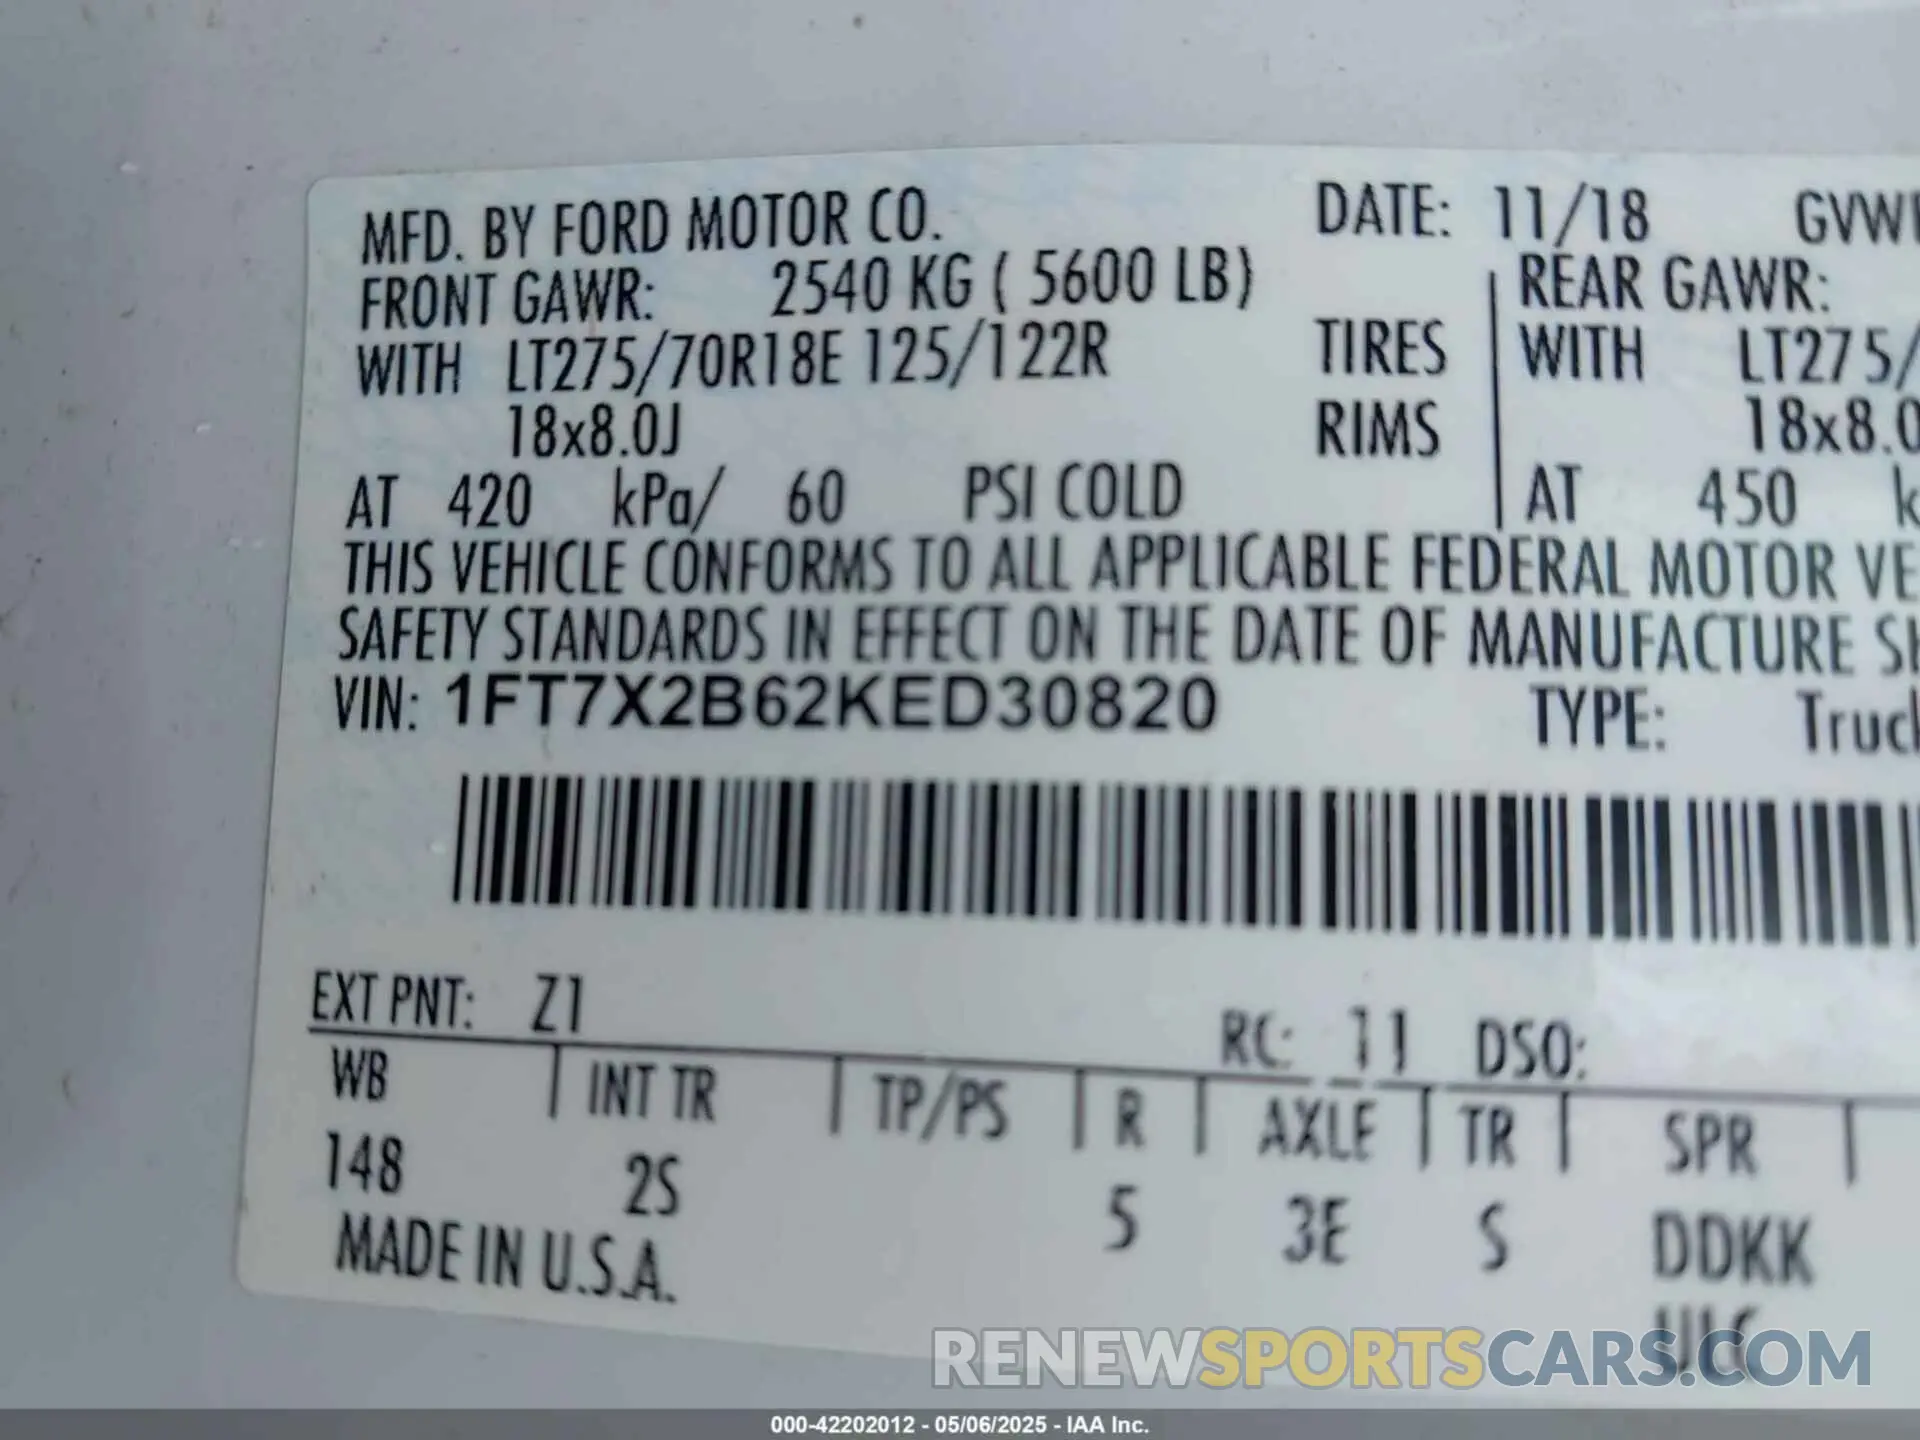 MFD. BY FORD MOTOR CO. DATE: 11/18
FRONT GAWR: 2540 KG ( 5600 LB) REAR GAWR:
WITH LT275/70R18E 125/122R TIRES WITH LT275/
18x8.0J RIMS 18x8.0
AT 420 kPa/ 60 PSI COLD AT 450
THIS VEHICLE CONFORMS TO ALL APPLICABLE FEDERAL MOTOR
SAFETY STANDARDS IN EFFECT ON THE DATE OF MANUFACTURE
VIN: 1FT7X2B62KED30820 TYPE:
EXT PNT: Z1 RC: 11 DSO:
WB INT TR TP/PS R AXLE TR SPR
148 2S 5 3E S DDKK
MADE IN U.S.A.
RENEWSPORTSCARS.COM
000-42202012 - 05/06/2025 - IAA Inc.